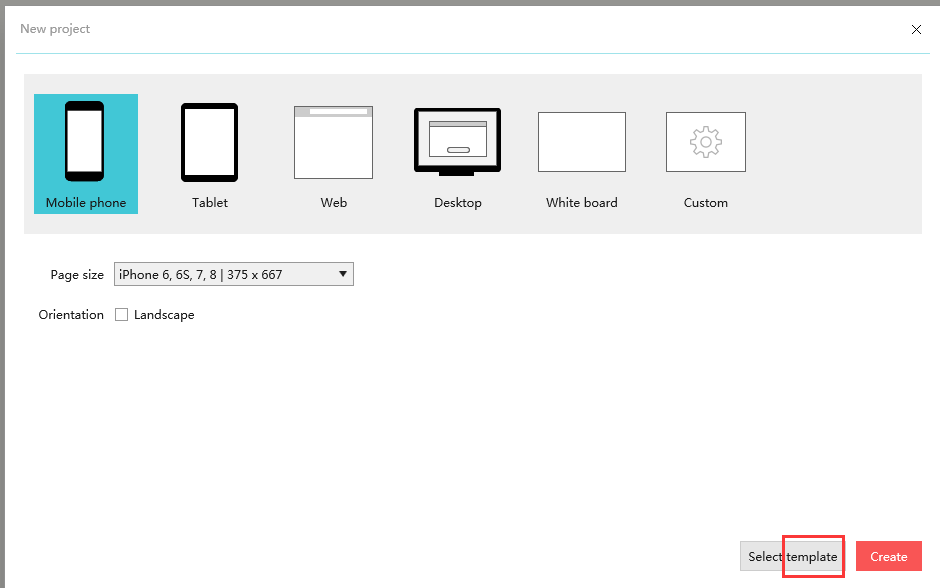 New project
Mobile phone
Tablet
Web
Desktop
White board
Custom
Page size
iPhone 6, 6S, 7, 8 | 375 x 667
Orientation
Landscape
Select template
Create